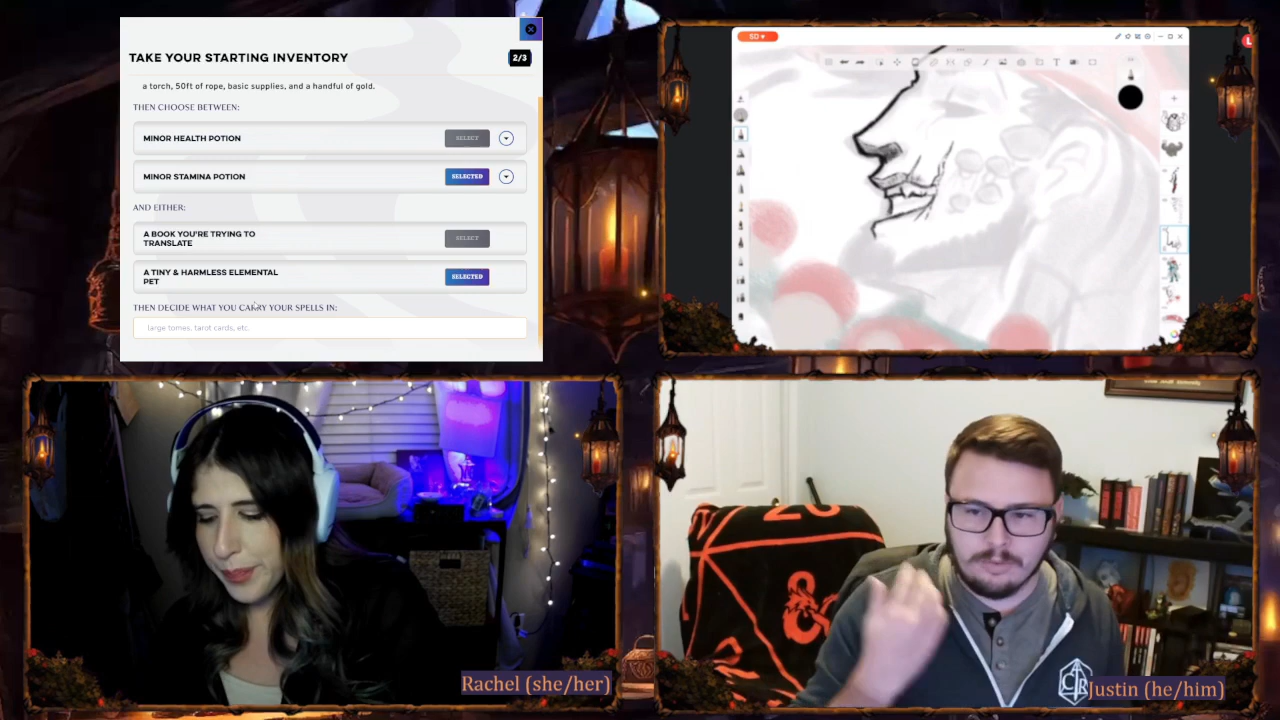 TAKE YOUR STARTING INVENTORY
2/3
a torch, 50ft of rope, basic supplies, and a handful of gold.
THEN CHOOSE BETWEEN:
MINOR HEALTH POTION
SELECT
MINOR STAMINA POTION
SELECTED
AND EITHER:
A BOOK YOU'RE TRYING TO
TRANSLATE
SELECT
A TINY & HARMLESS ELEMENTAL
PET
SELECTED
THEN DECIDE WHAT YOU CARRY YOUR SPELLS IN:
large tomes, tarot cards, etc.
SD
T
L
20
Rachel (she/her)
Justin (he/him)